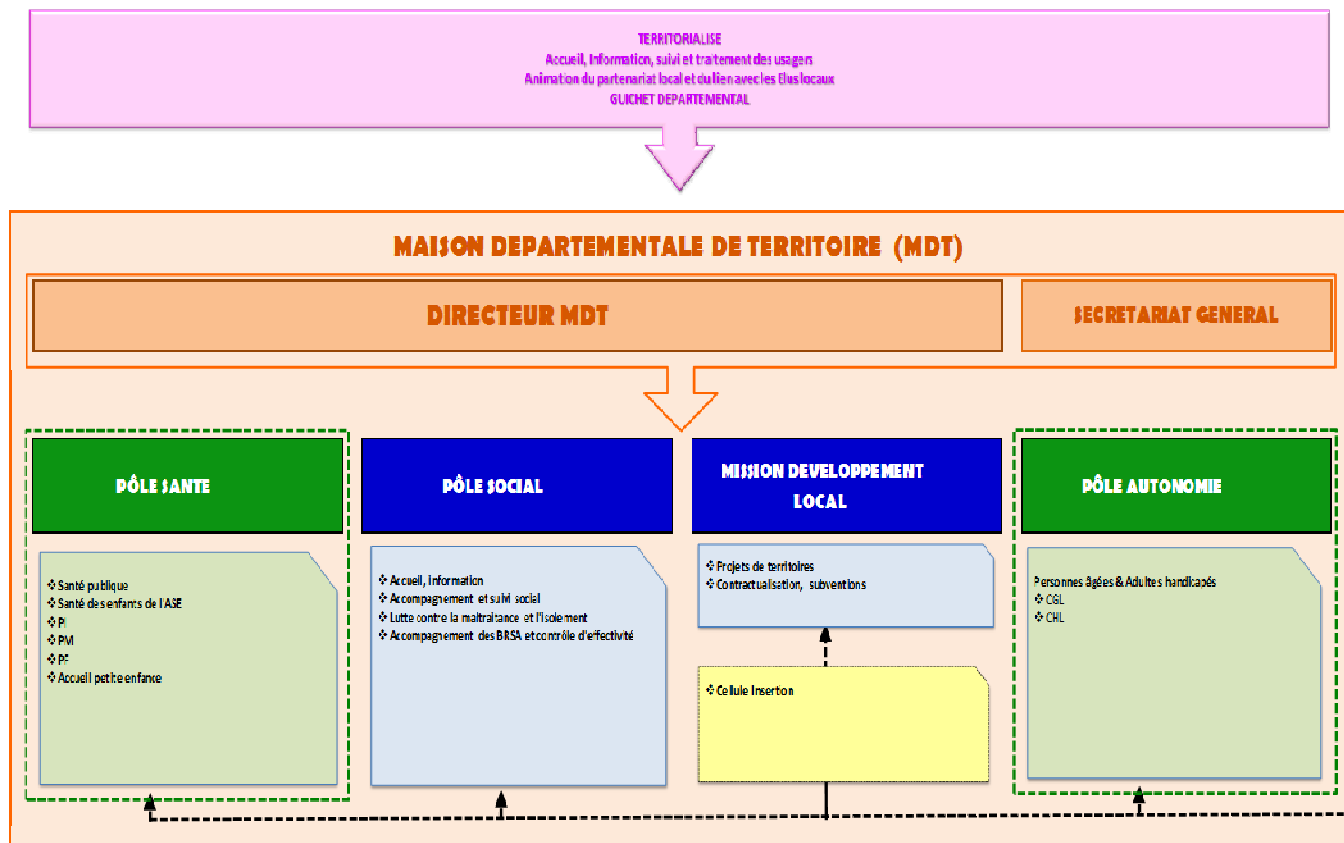 TERRITORIALISE
Accueil, Information, suivi et traitement des usagers
Animation du partenariat local et du lien avec les Elus locaux
GUICHET DEPARTEMENTAL
MAISON DEPARTEMENTALE DE TERRITOIRE (MDT)
DIRECTEUR MDT
SECRETARIAT GENERAL
PÔLE SANTE
❖ Santé publique
❖ Santé des enfants de l'ASE
❖ PI
❖ PM
❖ PF
❖ Accueil petite enfance
PÔLE SOCIAL
❖ Accueil, information
❖ Accompagnement et suivi social
❖ Lutte contre la maltraitance et l'isolement
❖ Accompagnement des BRSA et contrôle d'effectivité
MISSION DEVELOPPEMENT
LOCAL
❖ Projets de territoires
❖ Contractualisation, subventions
❖ Cellule Insertion
PÔLE AUTONOMIE
Personnes âgées & Adultes handicapés
❖ CGL
❖ CHL